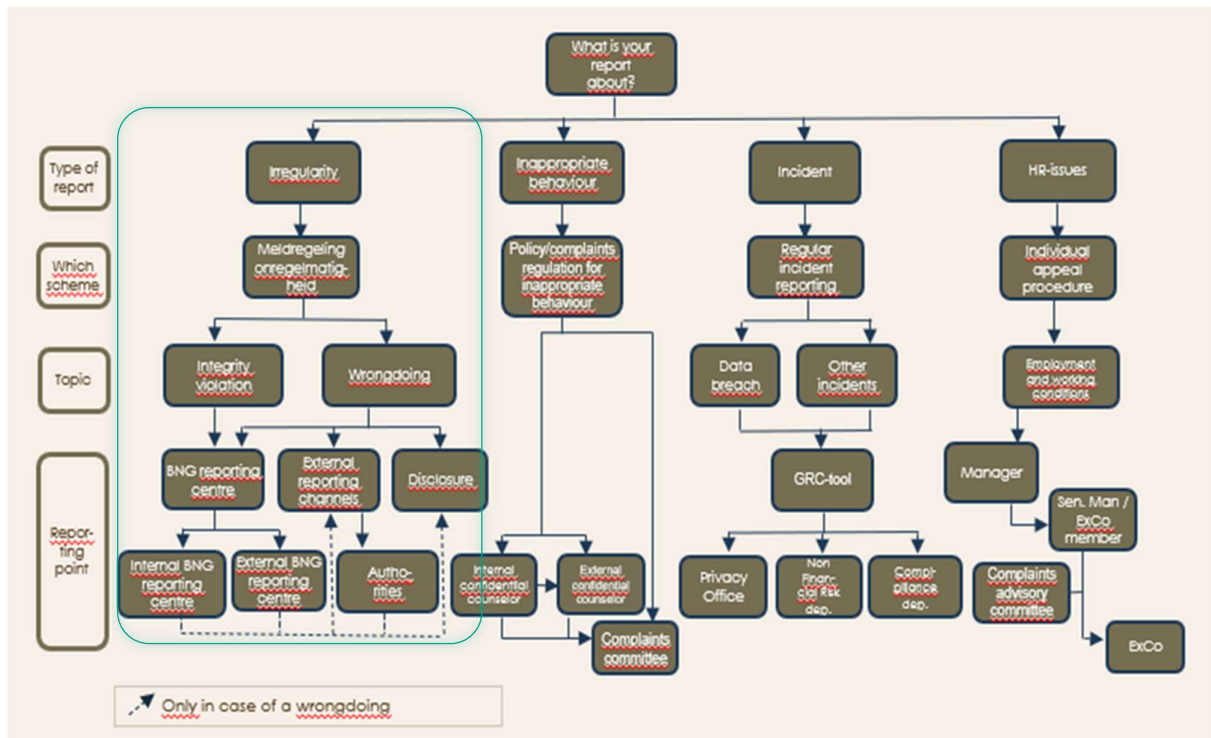 What is your
report
about?
Type of
report
Irregularity
Inappropriate
behaviour
Incident
HR-issues
Which
scheme
Meldregeling
onregelmatig-
heid
Policy/complaints
regulation for
inappropriate
behaviour
Regular
incident
reporting
Individual
appeal
procedure
Topic
Integrity
violation
Wrongdoing
Data
breach
Other
incidents
Employment
and working
conditions
Repor-
ting
point
BNG reporting
centre
External
reporting
channels
Disclosure
GRC-tool
Manager
Sen. Man /
ExCo
member
Internal BNG
reporting
centre
External BNG
reporting
centre
Autho-
rities
Internal
confidential
counselor
External
confidential
counselor
Privacy
Office
Non
Finan-
cial Risk
dep.
Compl-
pliance
dep.
Complaints
advisory
committee
Complaints
committee
ExCo
Only in case of a wrongdoing